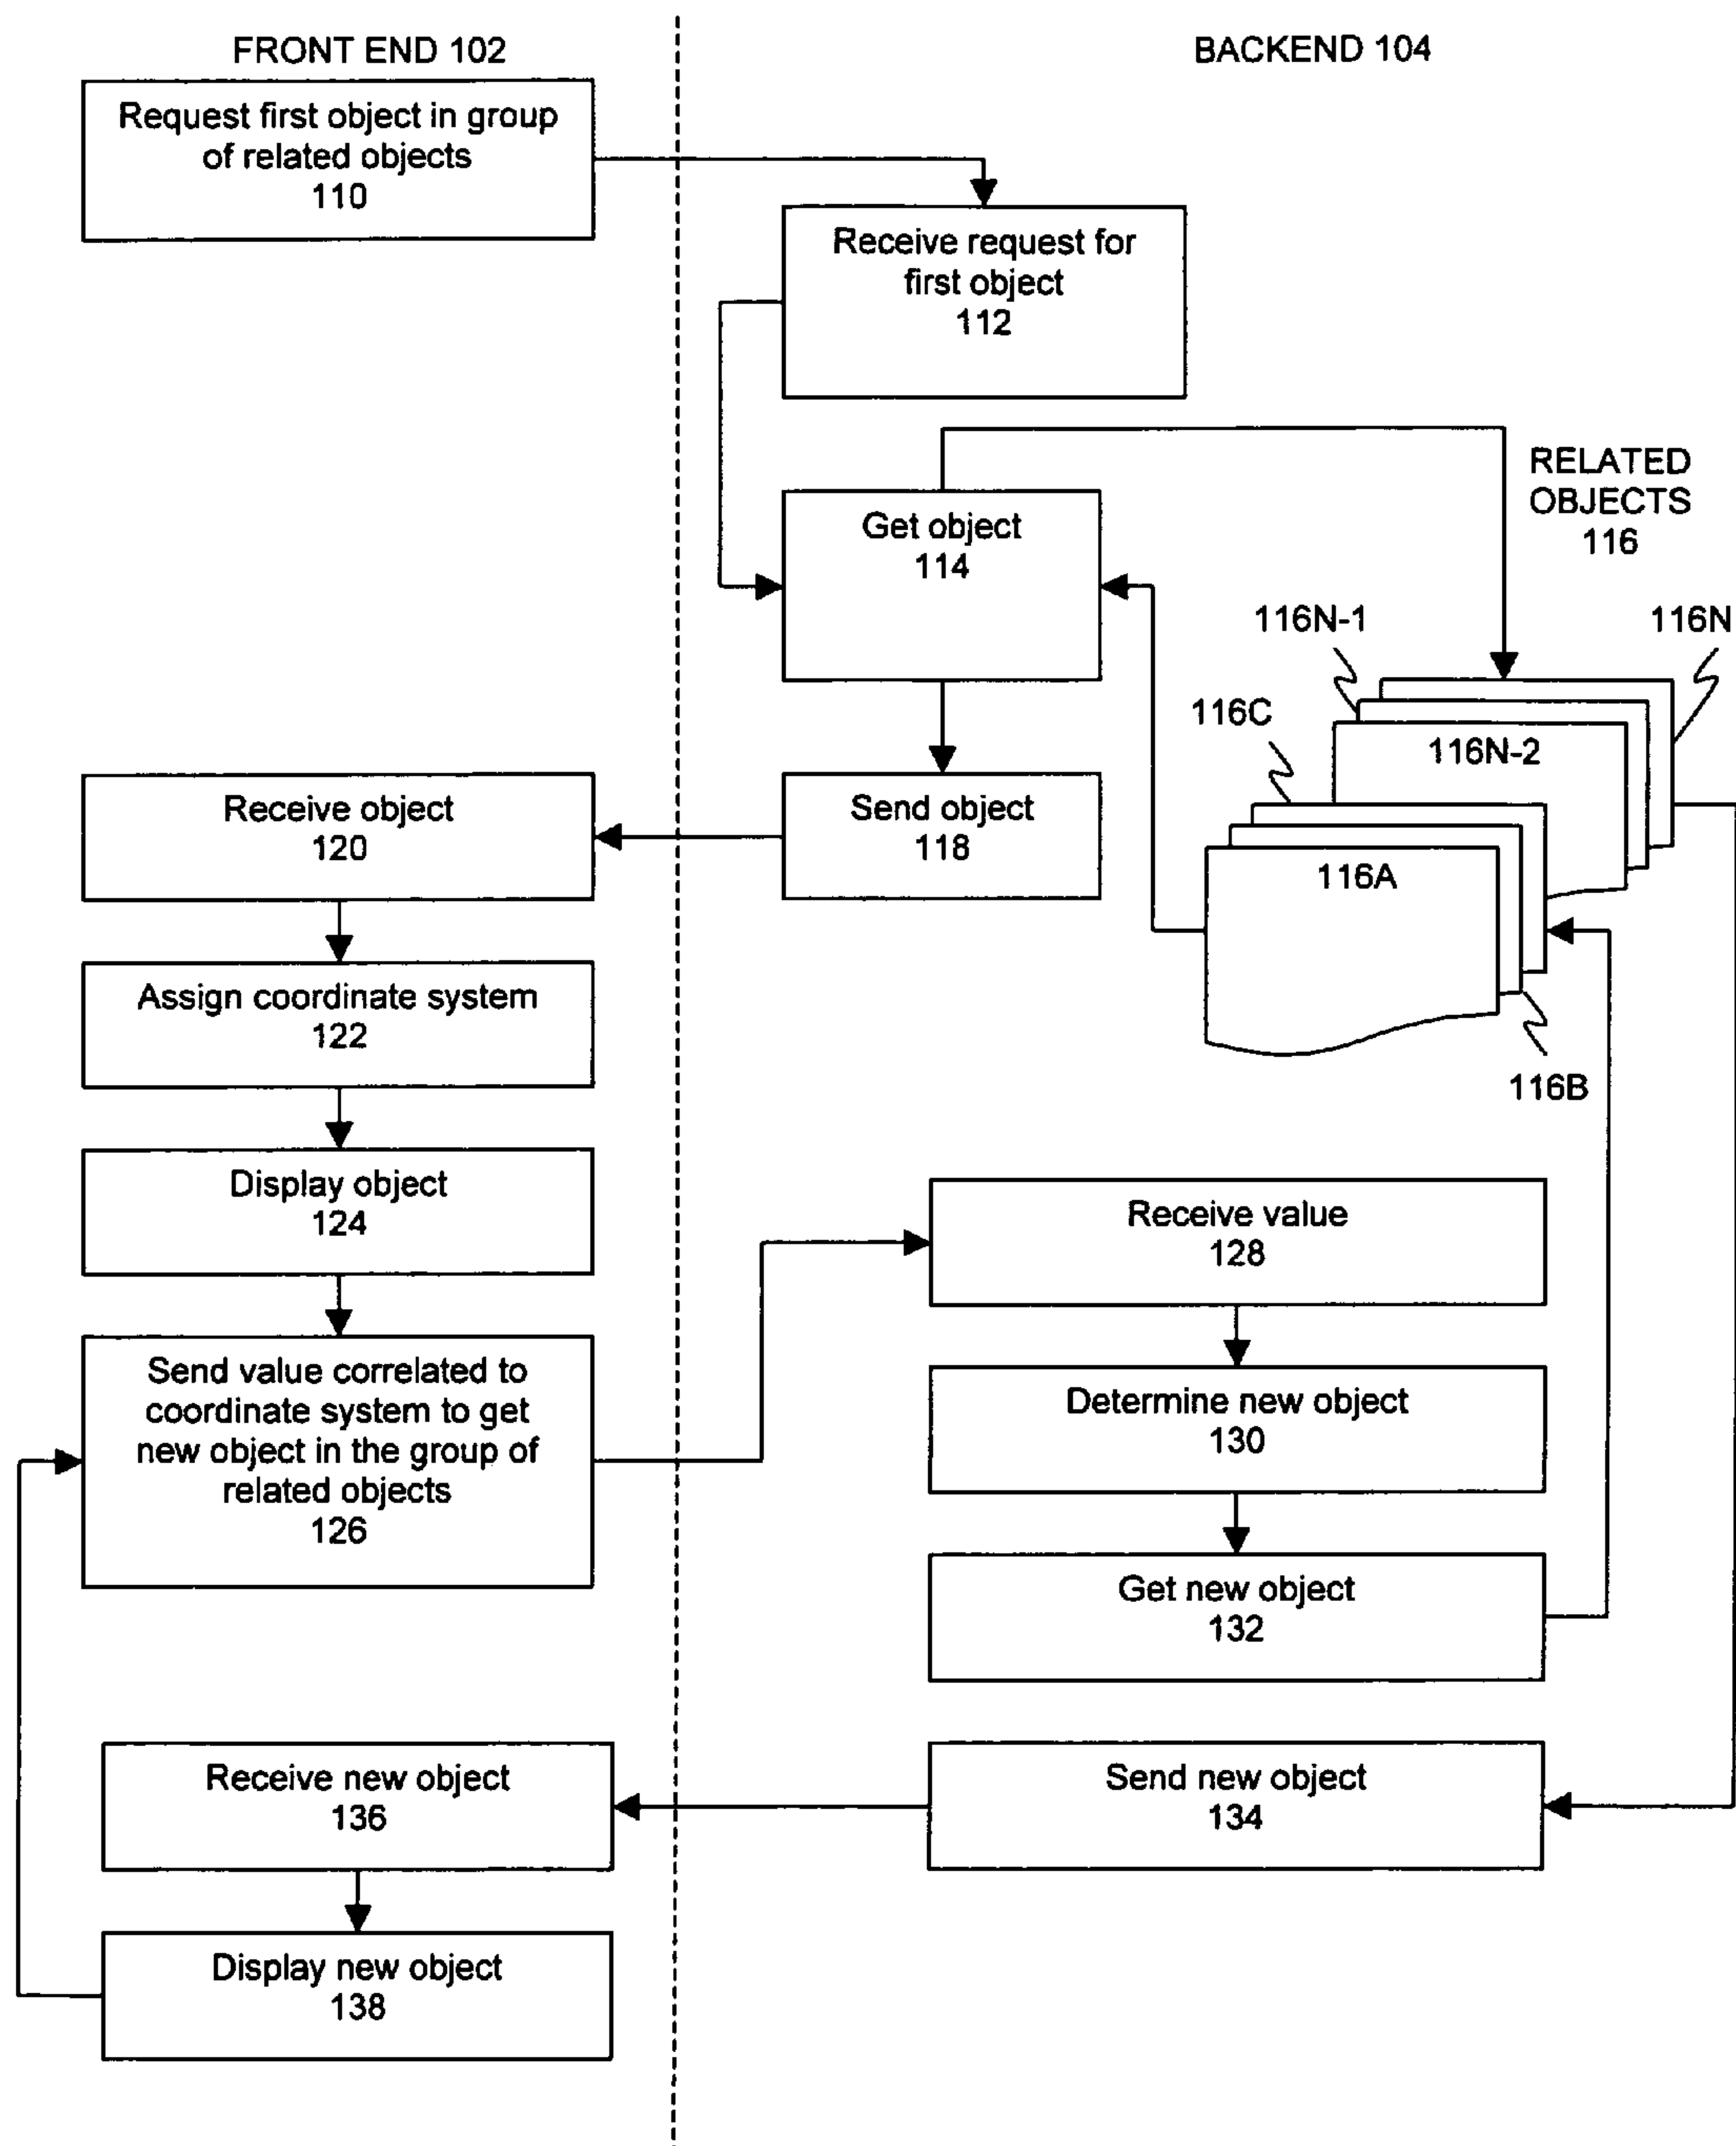 FRONT END 102
BACKEND 104
Request first object in group
of related objects
110
Receive request for
first object
112
Get object
114
RELATED
OBJECTS
116
116N-1
116N
116C
116N-2
116A
116B
Send object
118
Receive object
120
Assign coordinate system
122
Display object
124
Send value correlated to
coordinate system to get
new object in the group of
related objects
126
Receive value
128
Determine new object
130
Get new object
132
Send new object
134
Receive new object
136
Display new object
138